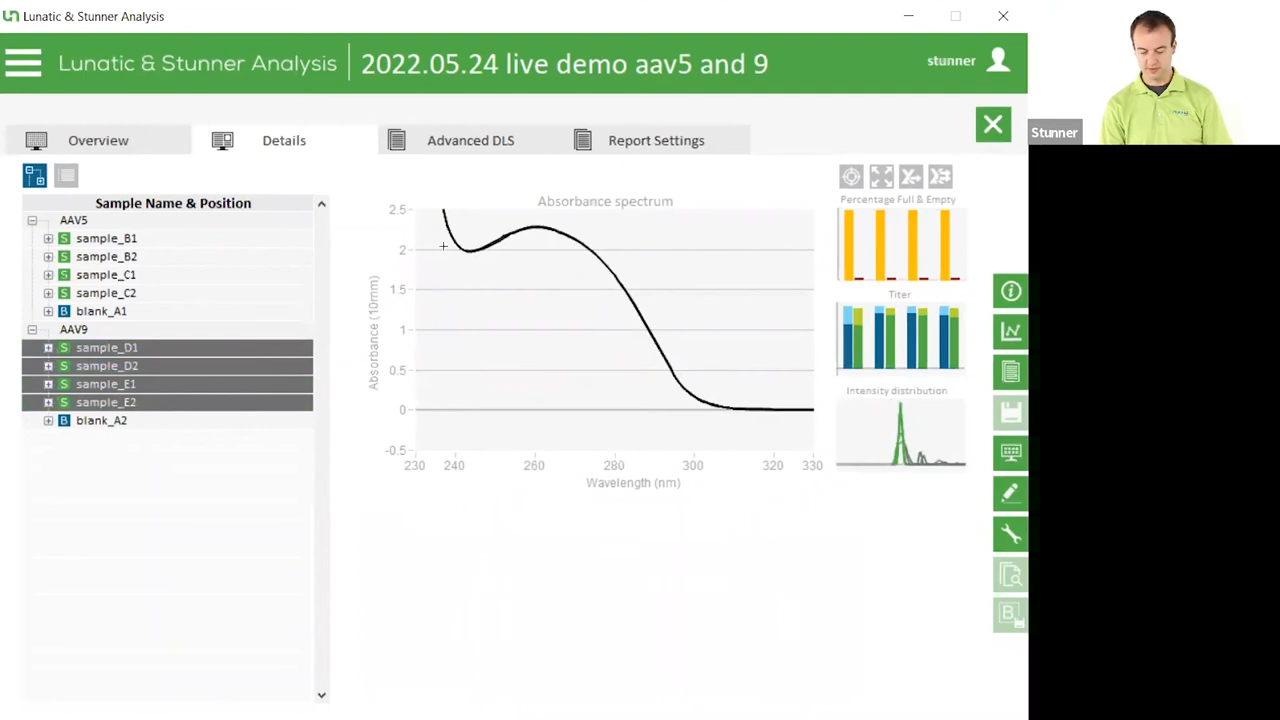 Lunatic & Stunner Analysis
Lunatic & Stunner Analysis
2022.05.24 live demo aav5 and 9
stunner
Overview
Details
Advanced DLS
Report Settings
Stunner
Sample Name & Position
AAV5
S sample_B1
S sample_B2
S sample_C1
S sample_C2
B blank_A1
AAV9
S sample_D1
S sample_D2
S sample_E1
S sample_E2
B blank_A2
Absorbance spectrum
Absorbance (10mm)
2.5
2
1.5
1
0.5
0
-0.5
230 240 260 280 300 320 330
Wavelength (nm)
Percentage Full & Empty
Titer
Intensity distribution
B